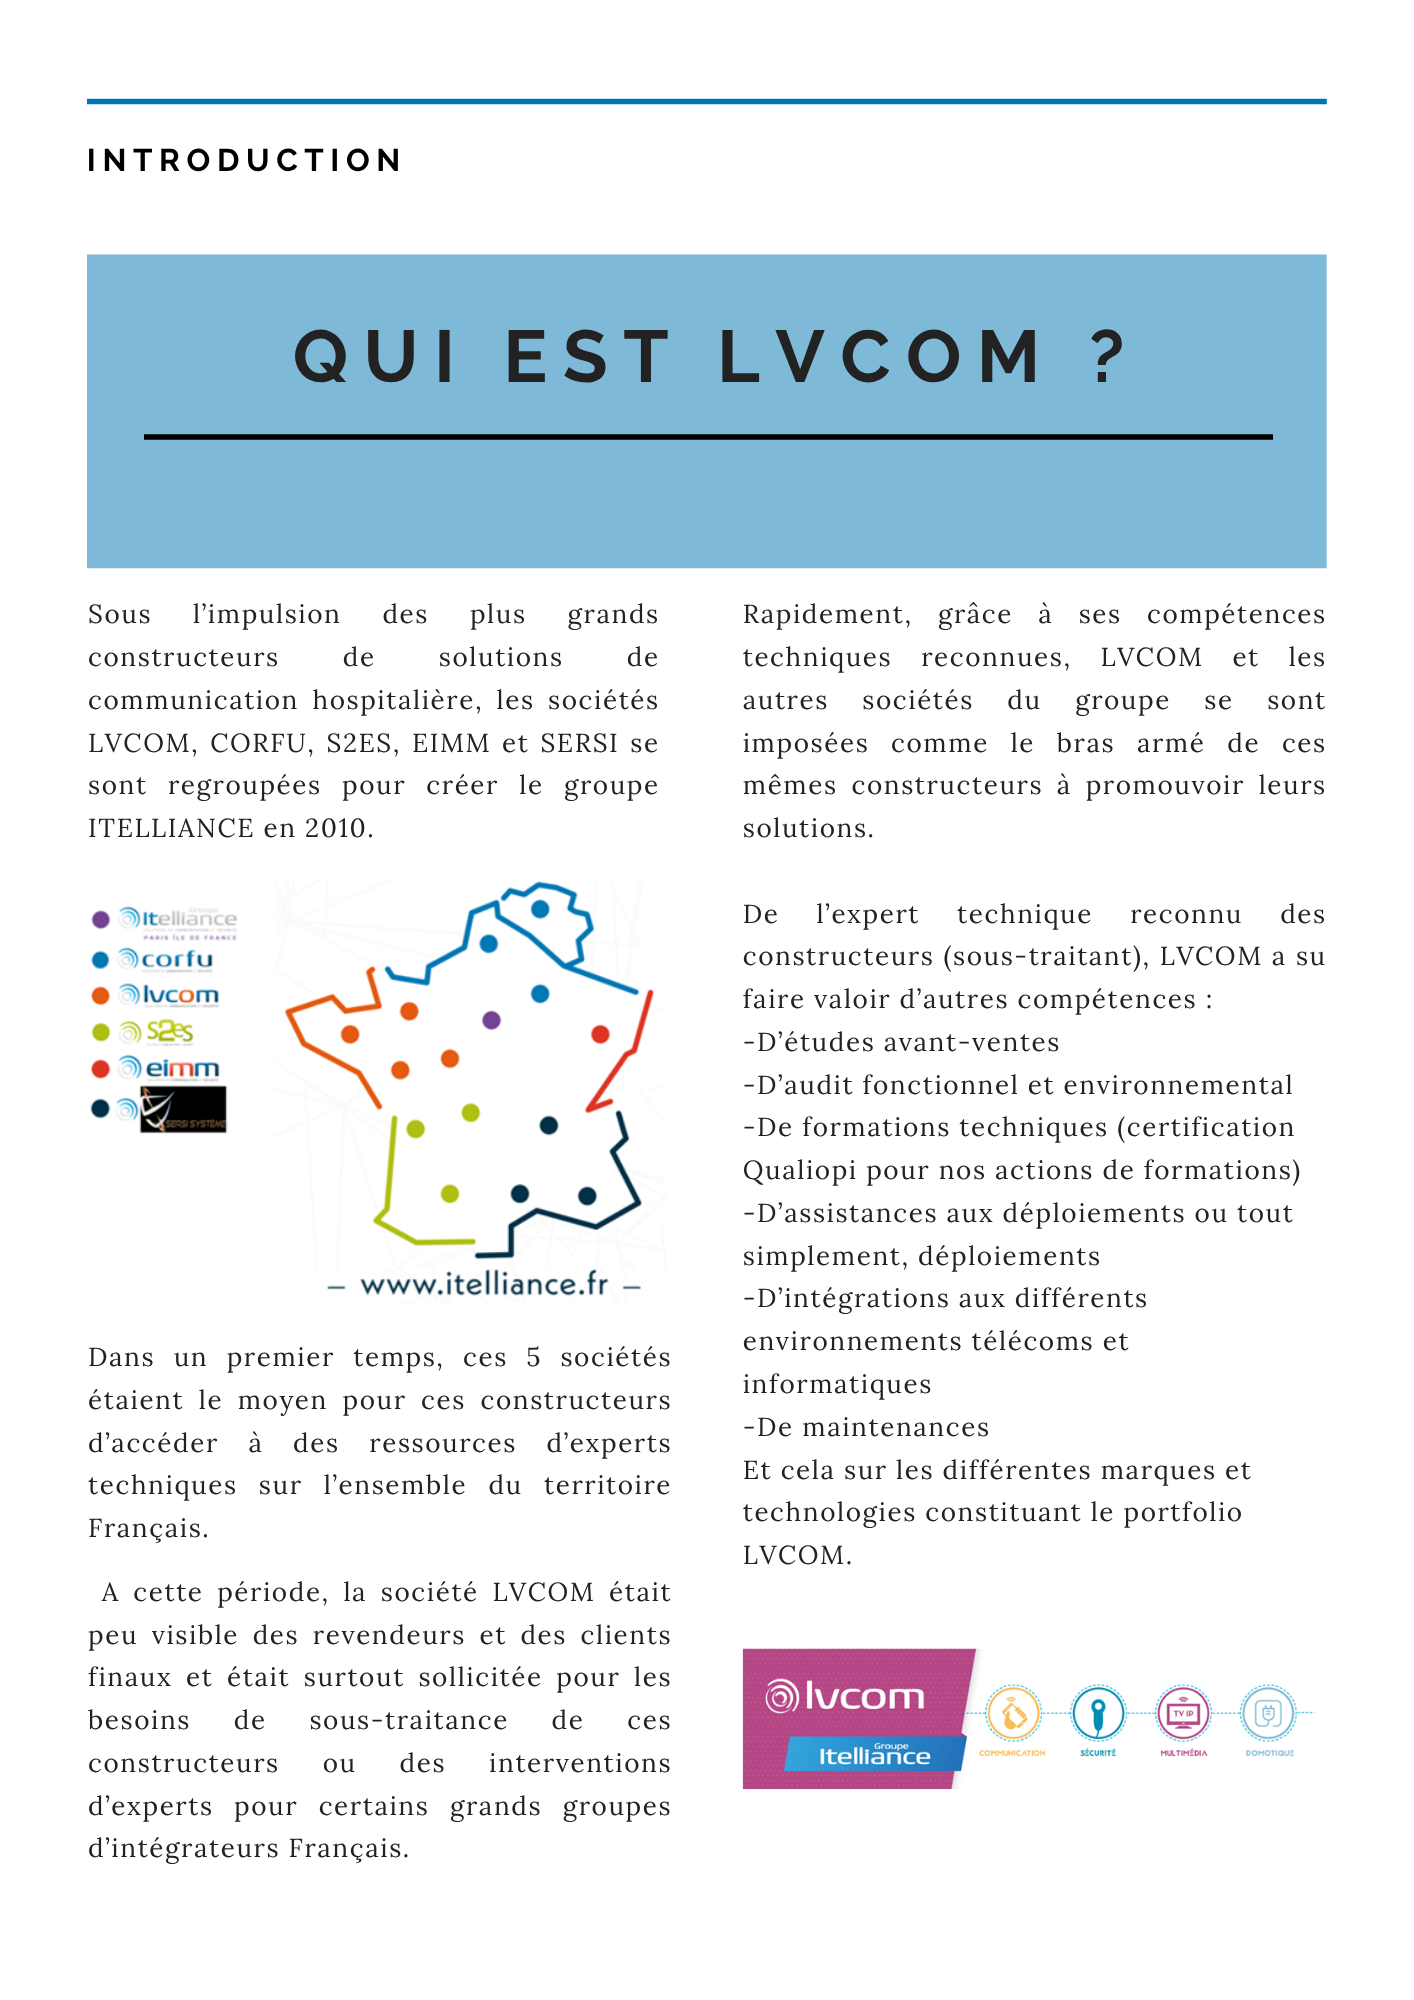 INTRODUCTION
QUI EST LVCOM ?
Sous l’impulsion des plus grands
constructeurs de solutions de
communication hospitalière, les sociétés
LVCOM, CORFU, S2ES, EIMM et SERSI se
sont regroupées pour créer le groupe
ITELLIANCE en 2010.
Groupe
itelliance
PARIS ÎLE DE FRANCE
corfu
lvcom
s2es
eimm
SERSI SYSTÈME
– www.itelliance.fr –
Dans un premier temps, ces 5 sociétés
étaient le moyen pour ces constructeurs
d’accéder à des ressources d’experts
techniques sur l’ensemble du territoire
Français.
A cette période, la société LVCOM était
peu visible des revendeurs et des clients
finaux et était surtout sollicitée pour les
besoins de sous-traitance de ces
constructeurs ou des interventions
d’experts pour certains grands groupes
d’intégrateurs Français.
Rapidement, grâce à ses compétences
techniques reconnues, LVCOM et les
autres sociétés du groupe se sont
imposées comme le bras armé de ces
mêmes constructeurs à promouvoir leurs
solutions.
De l’expert technique reconnu des
constructeurs (sous-traitant), LVCOM a su
faire valoir d’autres compétences :
-D’études avant-ventes
-D’audit fonctionnel et environnemental
-De formations techniques (certification
Qualiopi pour nos actions de formations)
-D’assistances aux déploiements ou tout
simplement, déploiements
-D’intégrations aux différents
environnements télécoms et
informatiques
-De maintenances
Et cela sur les différentes marques et
technologies constituant le portfolio
LVCOM.
lvcom
Groupe
Itelliance
TV IP
COMMUNICATION
SÉCURITÉ
MULTIMÉDIA
DOMOTIQUE